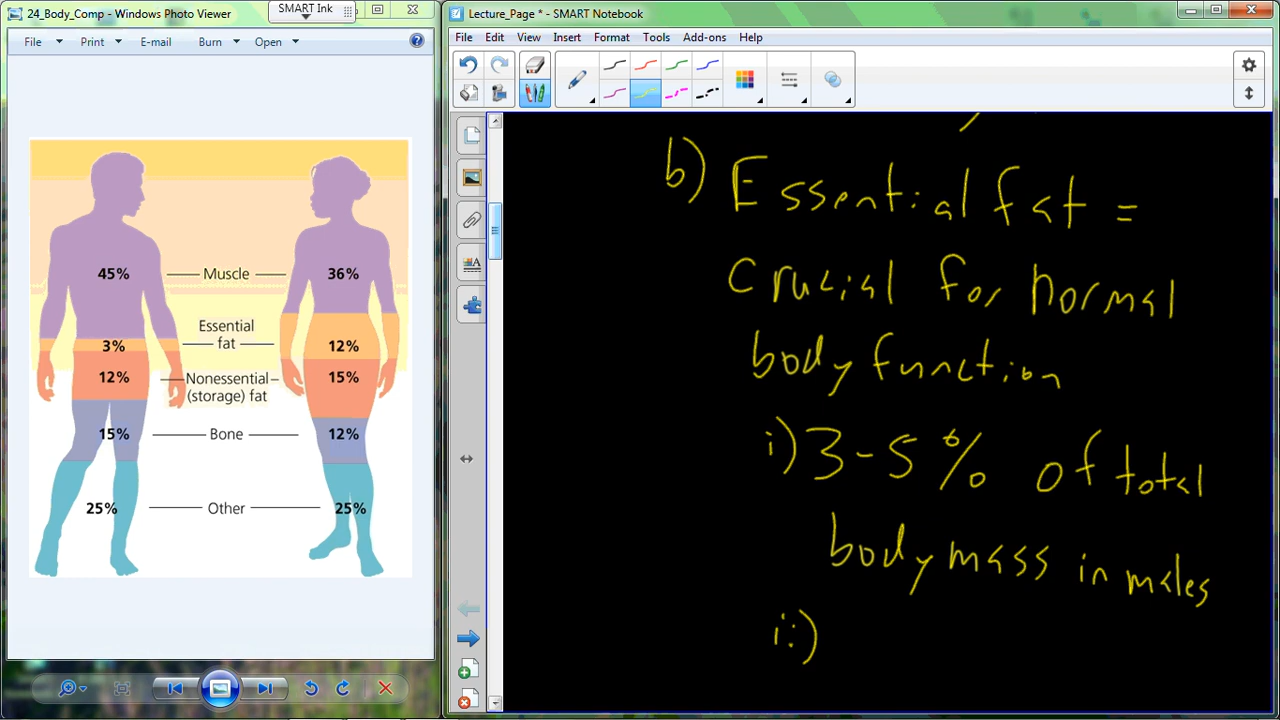 24_Body_Comp - Windows Photo Viewer
SMART Ink
File Print E-mail Burn Open
45% Muscle 36%
Essential
fat
3% 12%
12% Nonessential 15%
(storage) fat
15% Bone 12%
25% Other 25%
Lecture_Page * - SMART Notebook
File Edit View Insert Format Tools Add-ons Help
b) Essential fat =
crucial for normal
body function
i) 3-5% of total
body mass in males
ii)